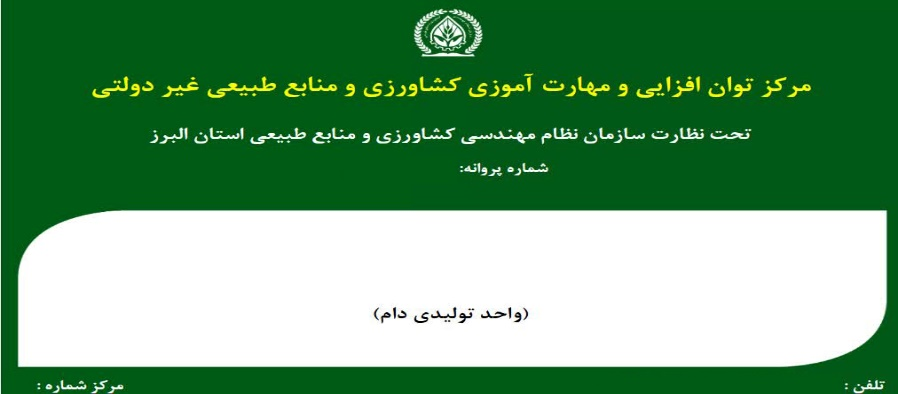 مرکز توان افزایی و مهارت آموزی کشاورزی و منابع طبیعی غیر دولتی
تحت نظارت سازمان نظام مهندسی کشاورزی و منابع طبیعی استان البرز
شماره پروانه:
(واحد تولیدی دام)
تلفن :
مرکز شماره :